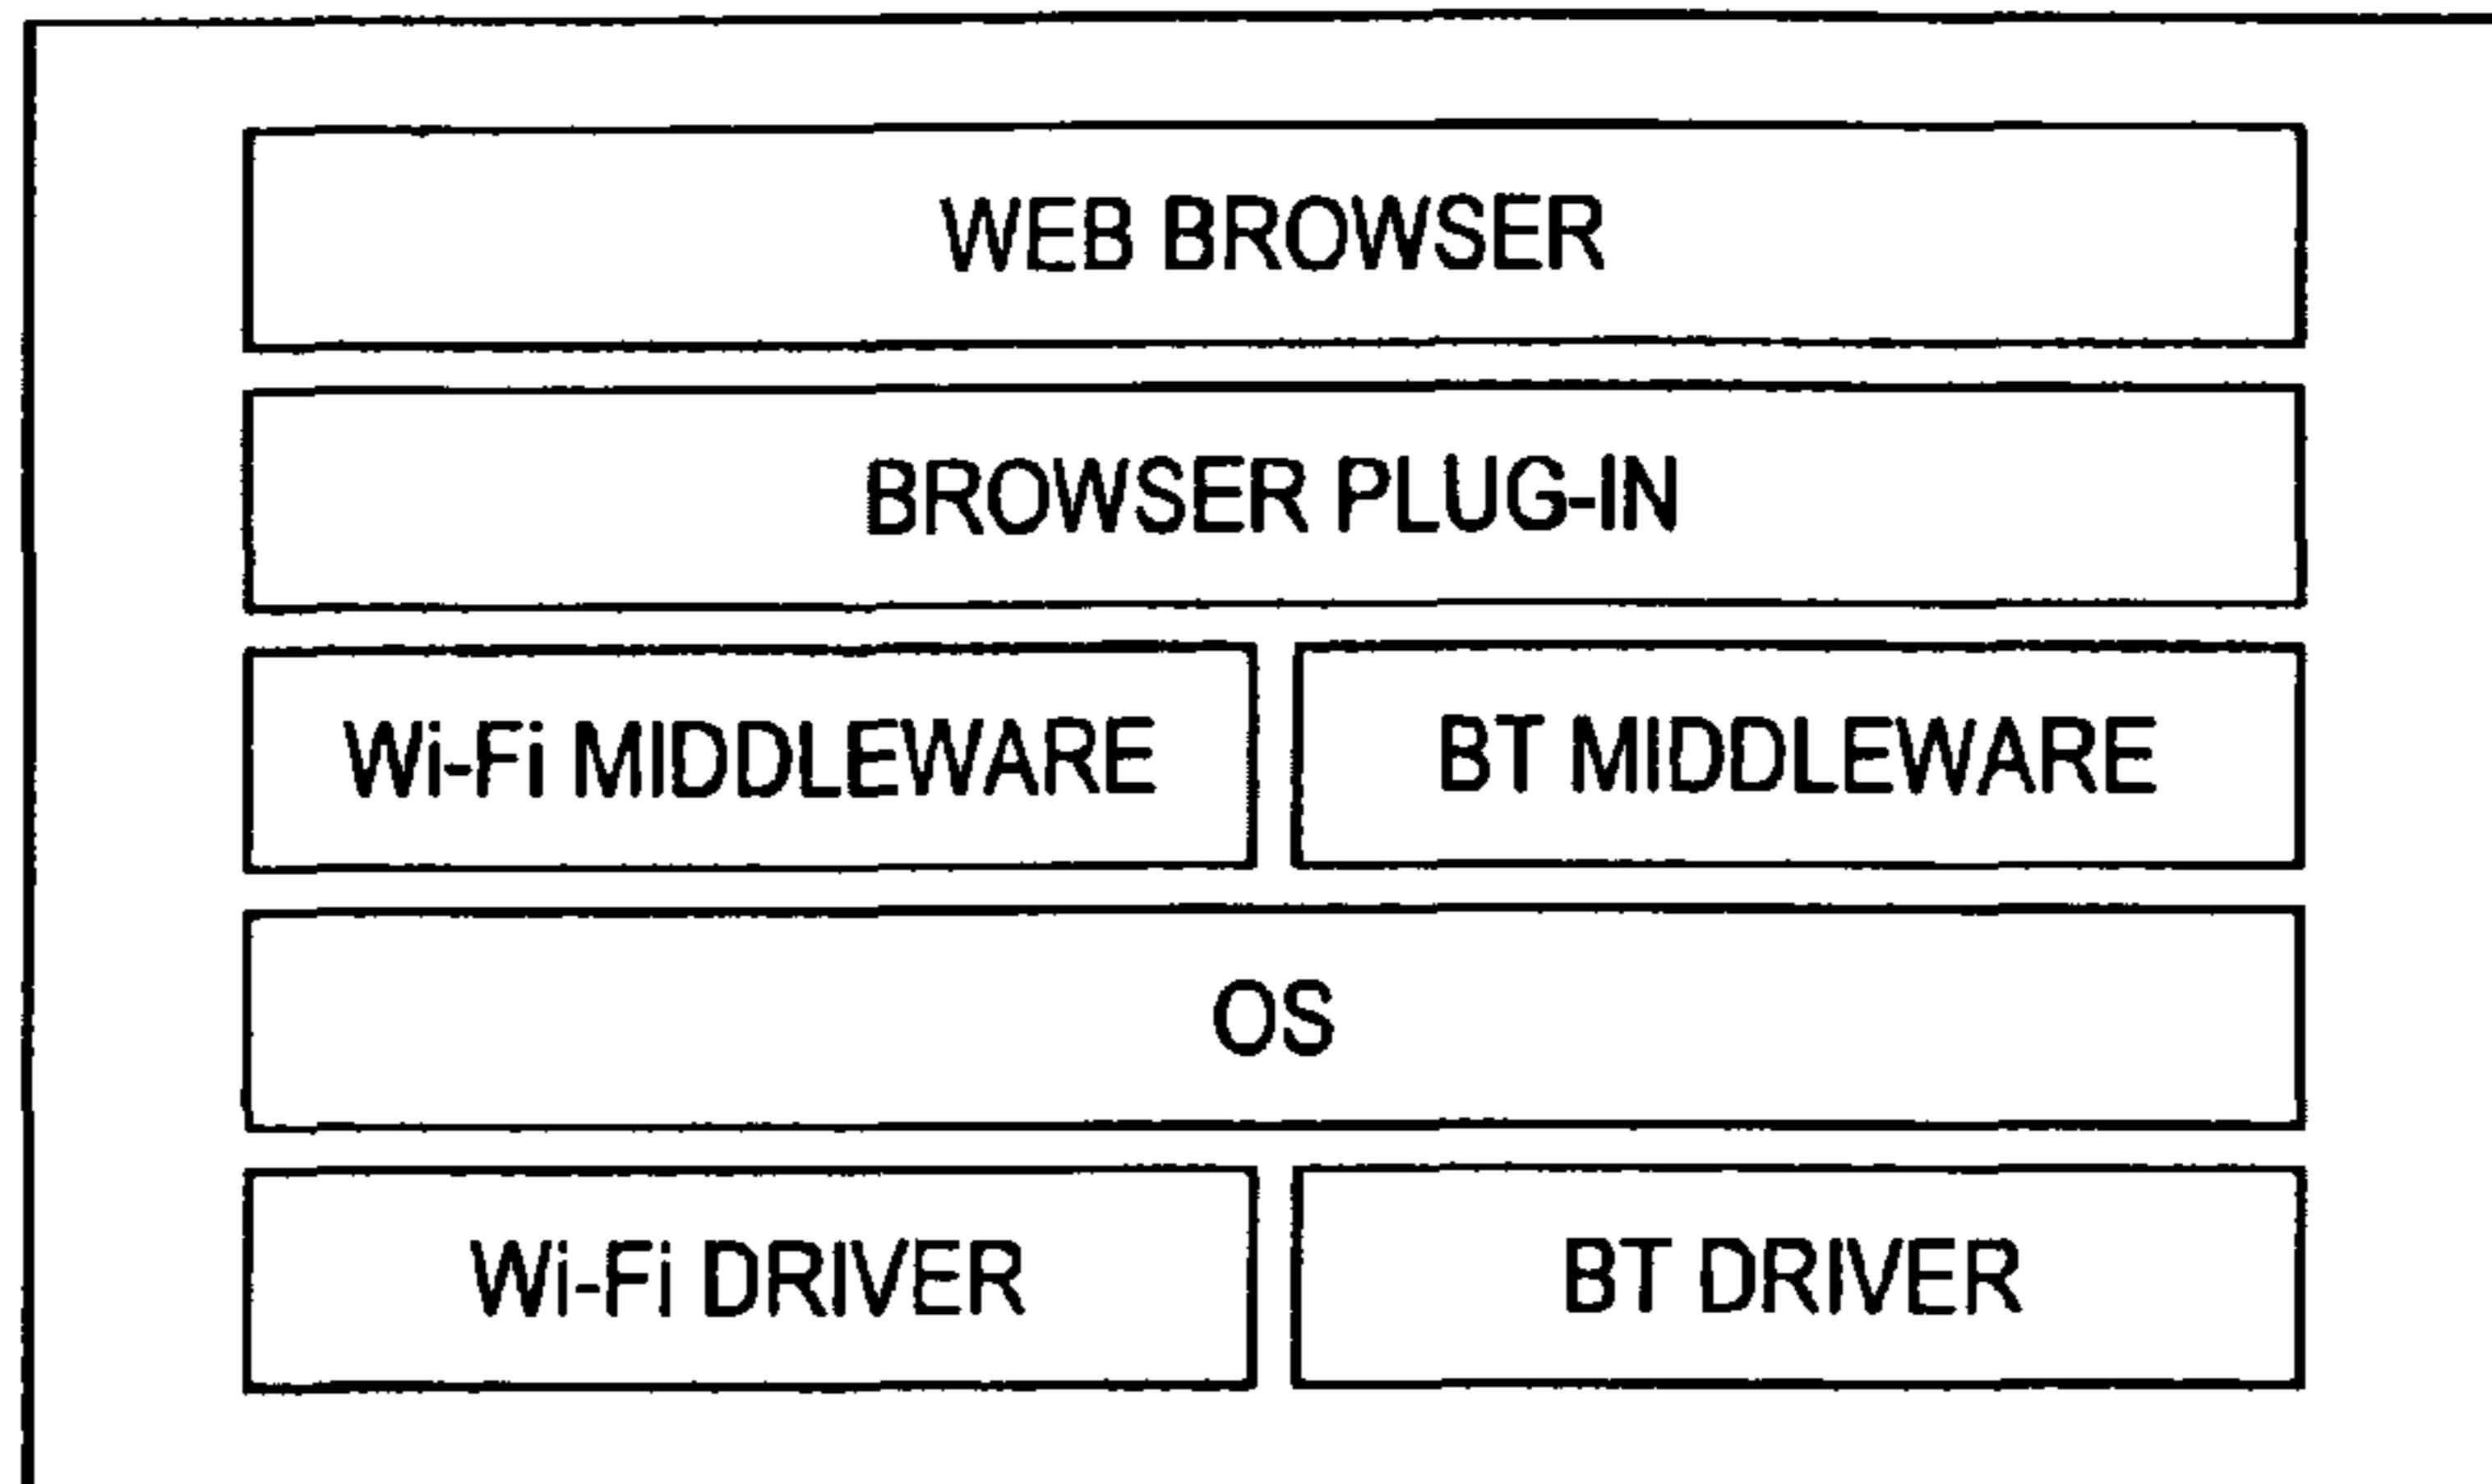 WEB BROWSER
BROWSER PLUG-IN
Wi-Fi MIDDLEWARE
BT MIDDLEWARE
OS
Wi-Fi DRIVER
BT DRIVER